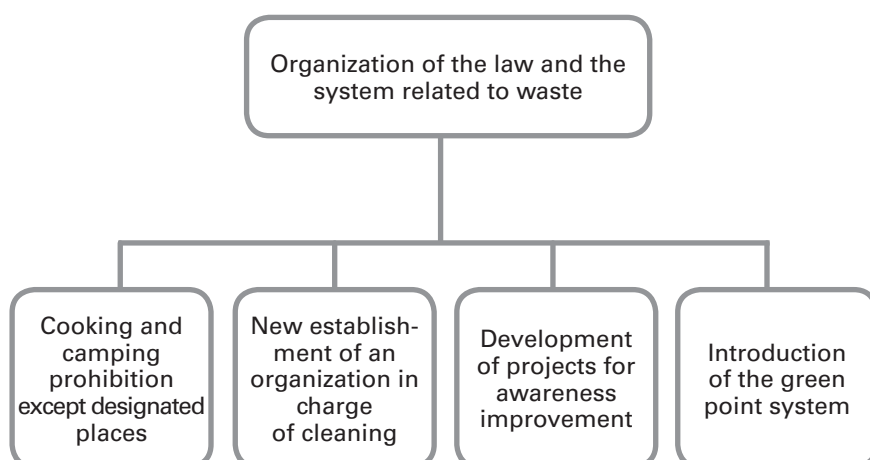 Organization of the law and the
system related to waste
Cooking and
camping
prohibition
except designated
places
New establish-
ment of an
organization in
charge
of cleaning
Development
of projects for
awareness
improvement
Introduction
of the green
point system